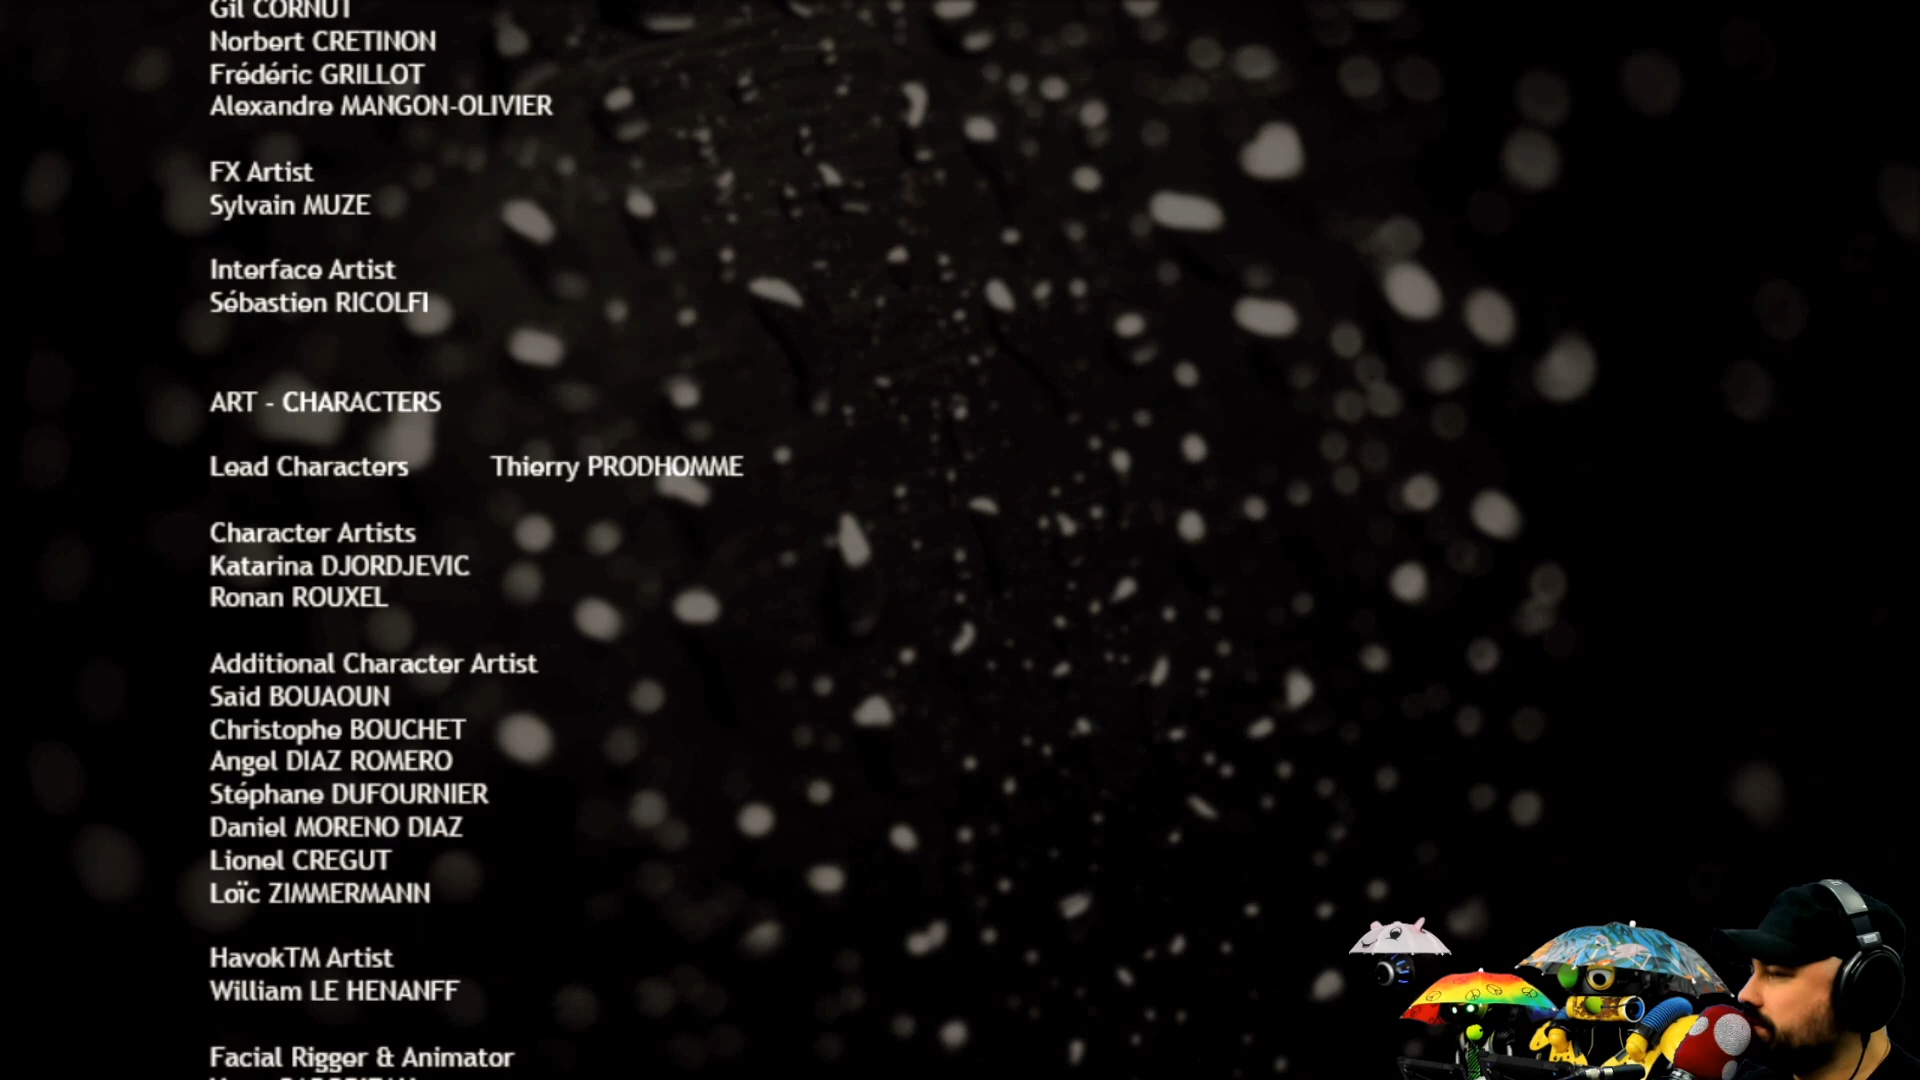 Gil CORNUT
Norbert CRETINON
Frédéric GRILLOT
Alexandre MANGON-OLIVIER
FX Artist
Sylvain MUZE
Interface Artist
Sébastien RICOLFI
ART - CHARACTERS
Lead Characters Thierry PRODHOMME
Character Artists
Katarina DJORDJEVIC
Ronan ROUXEL
Additional Character Artist
Said BOUAOUN
Christophe BOUCHET
Angel DIAZ ROMERO
Stéphane DUFOURNIER
Daniel MORENO DIAZ
Lionel CREGUT
Loïc ZIMMERMANN
HavokTM Artist
William LE HENANFF
Facial Rigger & Animator